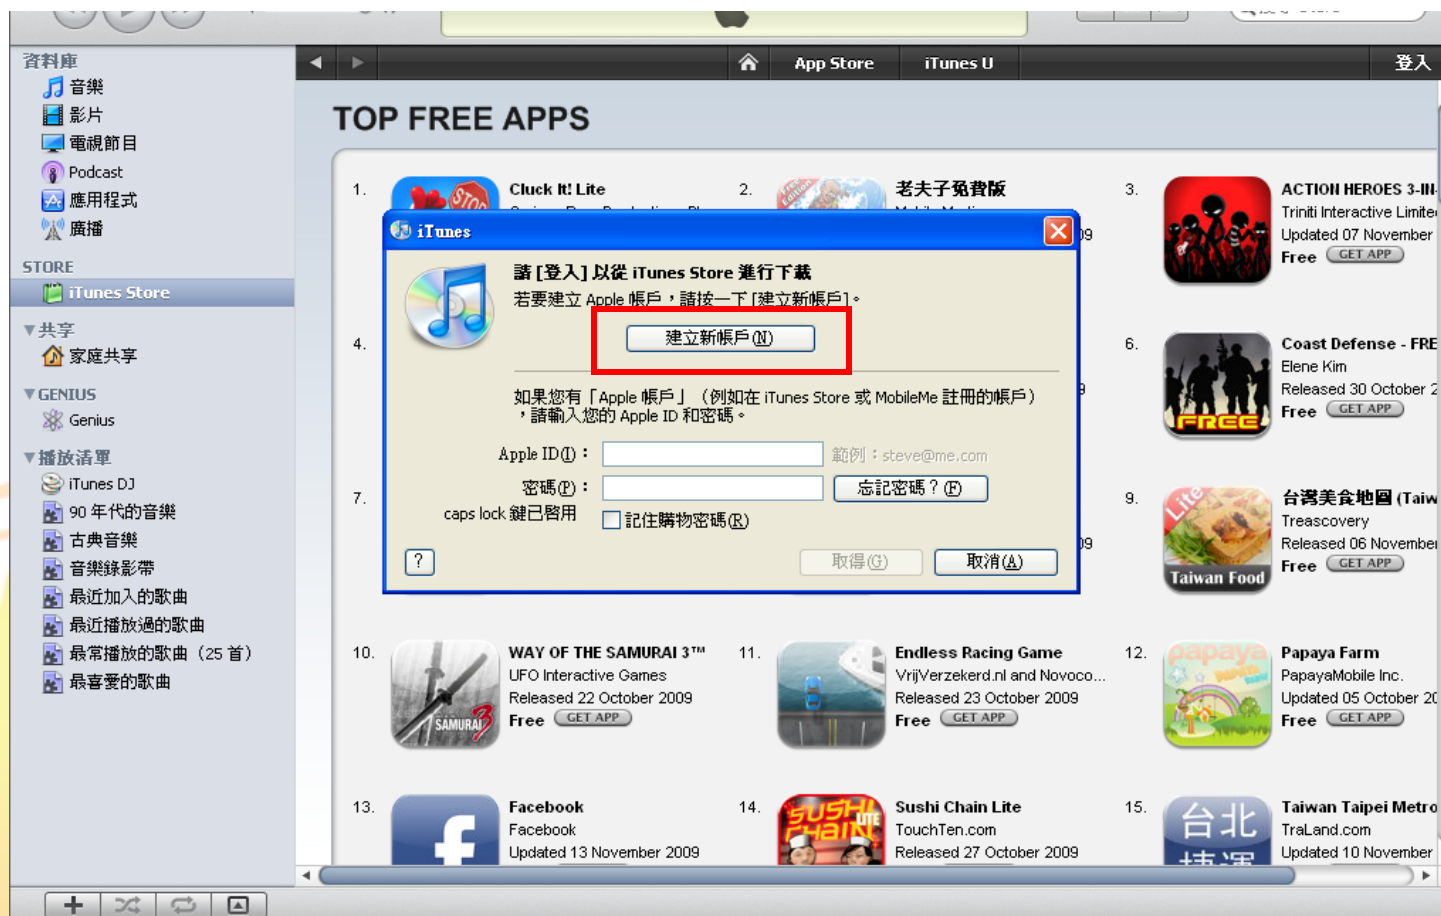 資料庫
音樂
影片
電視節目
Podcast
應用程式
廣播
STORE
iTunes Store
共享
家庭共享
GENIUS
Genius
播放清單
iTunes DJ
90 年代的音樂
古典音樂
音樂錄影帶
最近加入的歌曲
最近播放過的歌曲
最常播放的歌曲（25 首）
最喜愛的歌曲
App Store
iTunes U
登入
TOP FREE APPS
1.
STOP
Cluck It! Lite
2.
老夫子免費版
09
3.
ACTION HEROES 3-IN-
Triniti Interactive Limite
Updated 07 November
Free GET APP
iTunes
請 [登入] 以從 iTunes Store 進行下載
若要建立 Apple 帳戶，請按一下 [建立新帳戶]。
建立新帳戶(N)
如果您有「Apple 帳戶」（例如在 iTunes Store 或 MobileMe 註冊的帳戶）
，請輸入您的 Apple ID 和密碼。
Apple ID(I)：
範例：steve@me.com
密碼(P)：
忘記密碼？(F)
caps lock 鍵已啓用
記住購物密碼(R)
?
取得(G)
取消(A)
4.
6.
FREE
Coast Defense - FRE
Elene Kim
Released 30 October 2
Free GET APP
7.
09
9.
Lite
Taiwan Food
台灣美食地圖 (Taiw
Treascovery
Released 06 November
Free GET APP
10.
SAMURAI 3
WAY OF THE SAMURAI 3™
UFO Interactive Games
Released 22 October 2009
Free GET APP
11.
Endless Racing Game
VrijVerzekerd.nl and Novoco...
Released 23 October 2009
Free GET APP
12.
papaya
Papaya Farm
PapayaMobile Inc.
Updated 05 October 20
Free GET APP
13.
f
Facebook
Facebook
Updated 13 November 2009
14.
SUSHI
CHAIN
LITE
Sushi Chain Lite
TouchTen.com
Released 27 October 2009
15.
台北
捷運
Taiwan Taipei Metro
TraLand.com
Updated 10 November